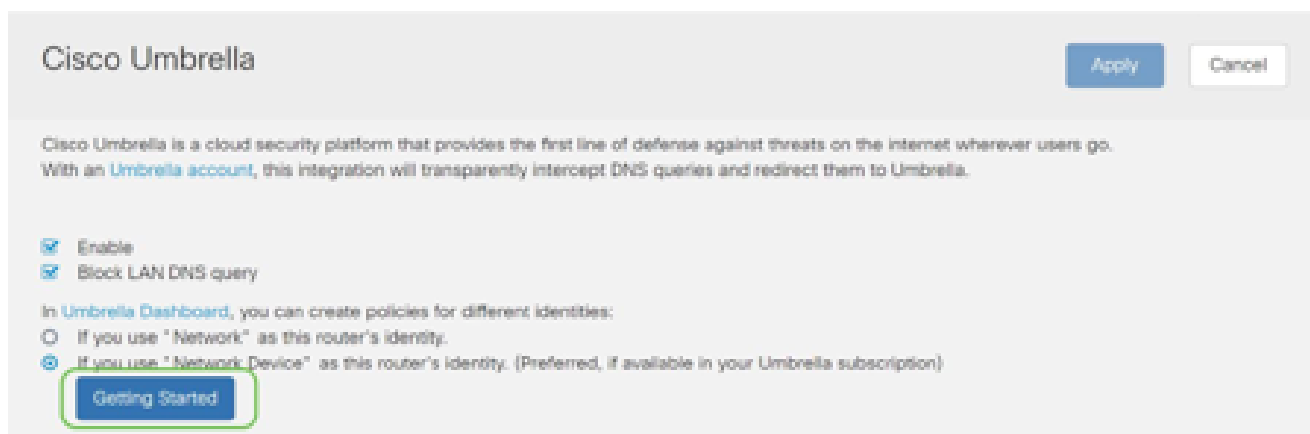 Cisco Umbrella
Apply
Cancel
Cisco Umbrella is a cloud security platform that provides the first line of defense against threats on the internet wherever users go.
With an Umbrella account, this integration will transparently intercept DNS queries and redirect them to Umbrella.
Enable
Block LAN DNS query
In Umbrella Dashboard, you can create policies for different identities:
If you use "Network" as this router's identity.
If you use "Network Device" as this router's identity. (Preferred, if available in your Umbrella subscription)
Getting Started